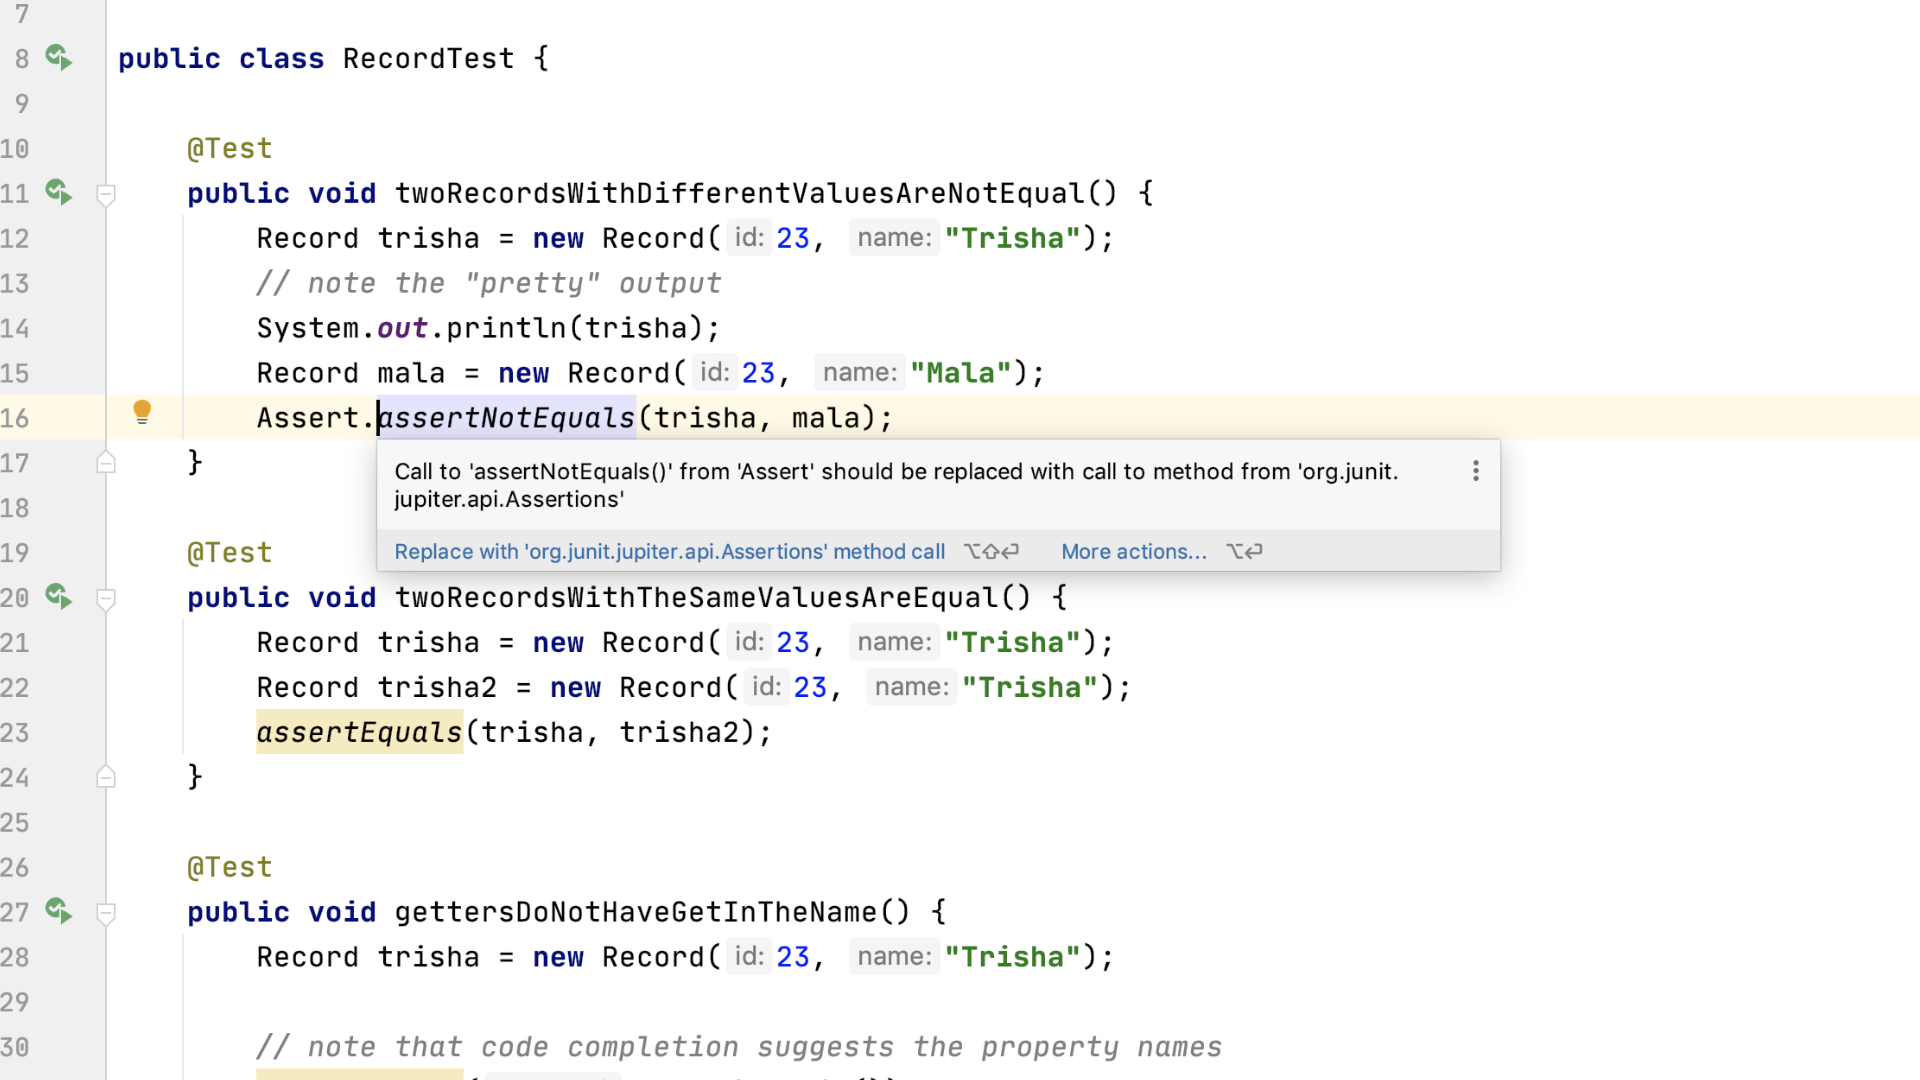 7
8 public class RecordTest {
9
10 @Test
11 public void twoRecordsWithDifferentValuesAreNotEqual() {
12 Record trisha = new Record( id: 23, name: "Trisha");
13 // note the "pretty" output
14 System.out.println(trisha);
15 Record mala = new Record( id: 23, name: "Mala");
16 Assert.assertNotEquals(trisha, mala);
17 }
Call to 'assertNotEquals()' from 'Assert' should be replaced with call to method from 'org.junit.
jupiter.api.Assertions'
18
Replace with 'org.junit.jupiter.api.Assertions' method call ⌥⇧⏎ More actions... ⌥⏎
19 @Test
20 public void twoRecordsWithTheSameValuesAreEqual() {
21 Record trisha = new Record( id: 23, name: "Trisha");
22 Record trisha2 = new Record( id: 23, name: "Trisha");
23 assertEquals(trisha, trisha2);
24 }
25
26 @Test
27 public void gettersDoNotHaveGetInTheName() {
28 Record trisha = new Record( id: 23, name: "Trisha");
29
30 // note that code completion suggests the property names